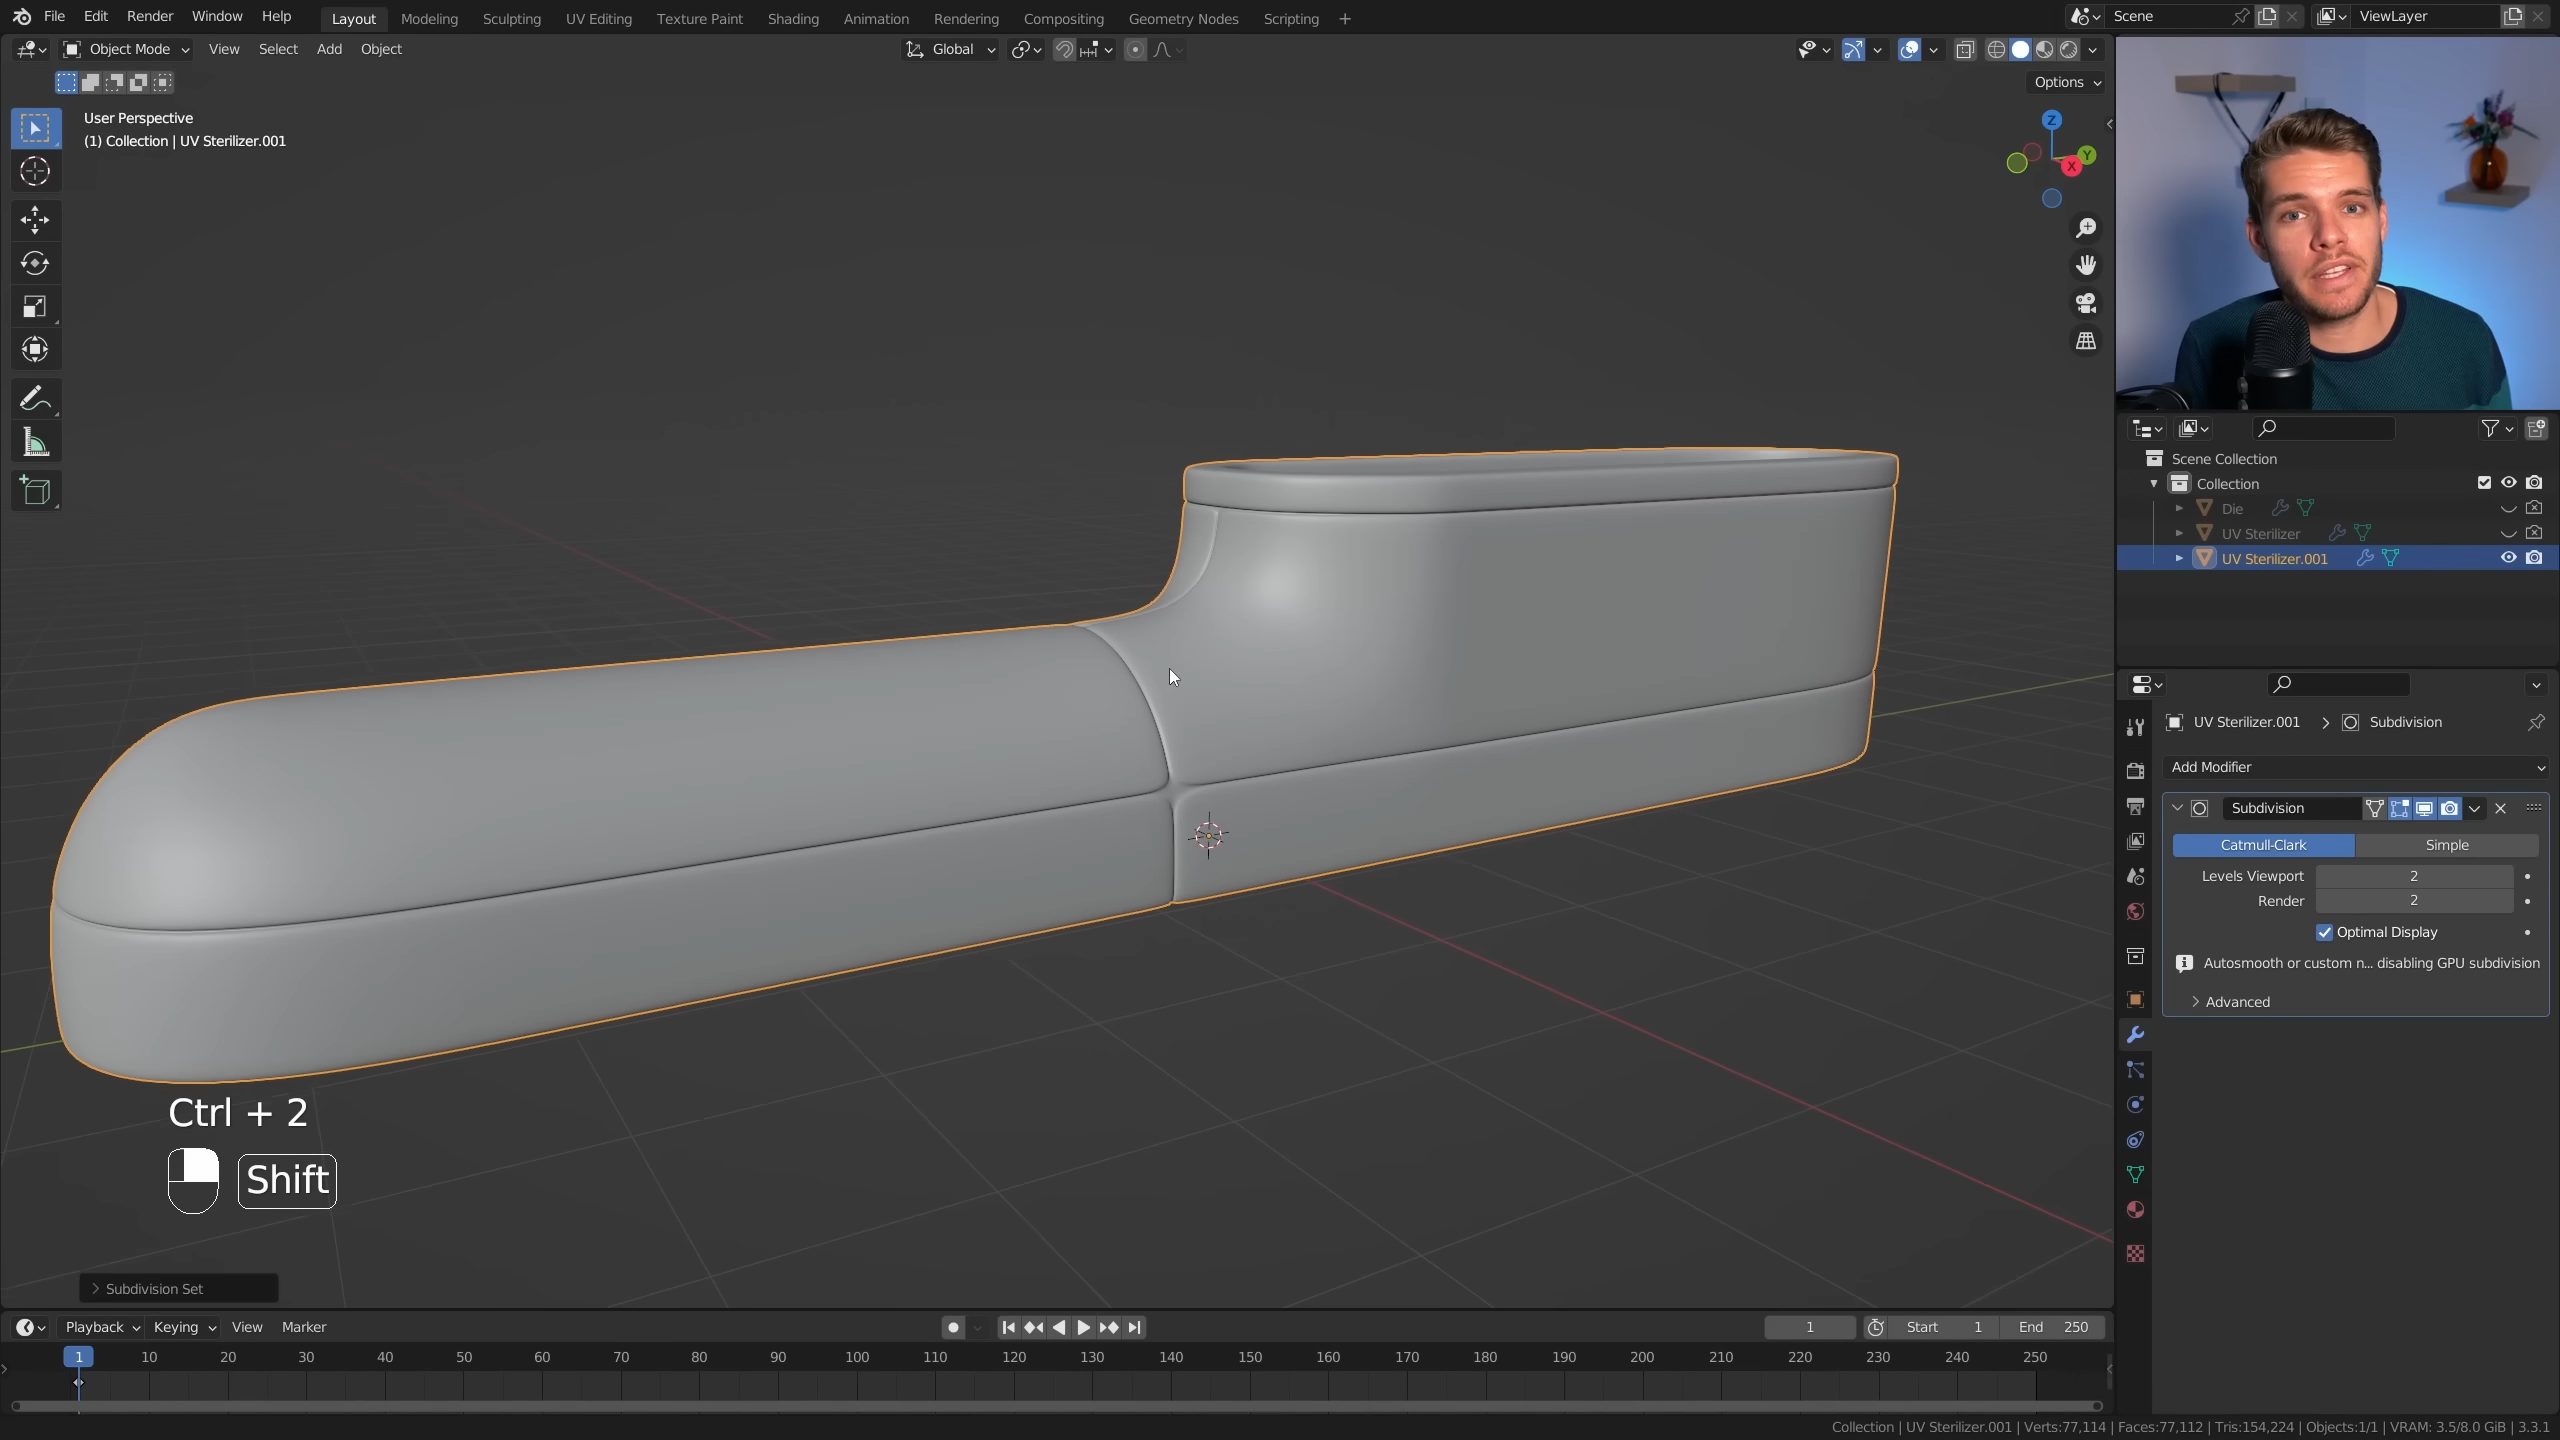 File Edit Render Window Help Layout Modeling Sculpting UV Editing Texture Paint Shading Animation Rendering Compositing Geometry Nodes Scripting + Scene ViewLayer
Object Mode View Select Add Object Global
Options
User Perspective
(1) Collection | UV Sterilizer.001
Z
Y
X
Scene Collection
Collection
Die
UV Sterilizer
UV Sterilizer.001
UV Sterilizer.001 > Subdivision
Add Modifier
Subdivision
Catmull-Clark Simple
Levels Viewport 2
Render 2
Optimal Display
Autosmooth or custom n... disabling GPU subdivision
Advanced
Ctrl + 2
Shift
Subdivision Set
Playback Keying View Marker 1 Start 1 End 250
1 10 20 30 40 50 60 70 80 90 100 110 120 130 140 150 160 170 180 190 200 210 220 230 240 250
Collection | UV Sterilizer.001 | Verts:77,114 | Faces:77,112 | Tris:154,224 | Objects:1/1 | VRAM: 3.5/8.0 GiB | 3.3.1